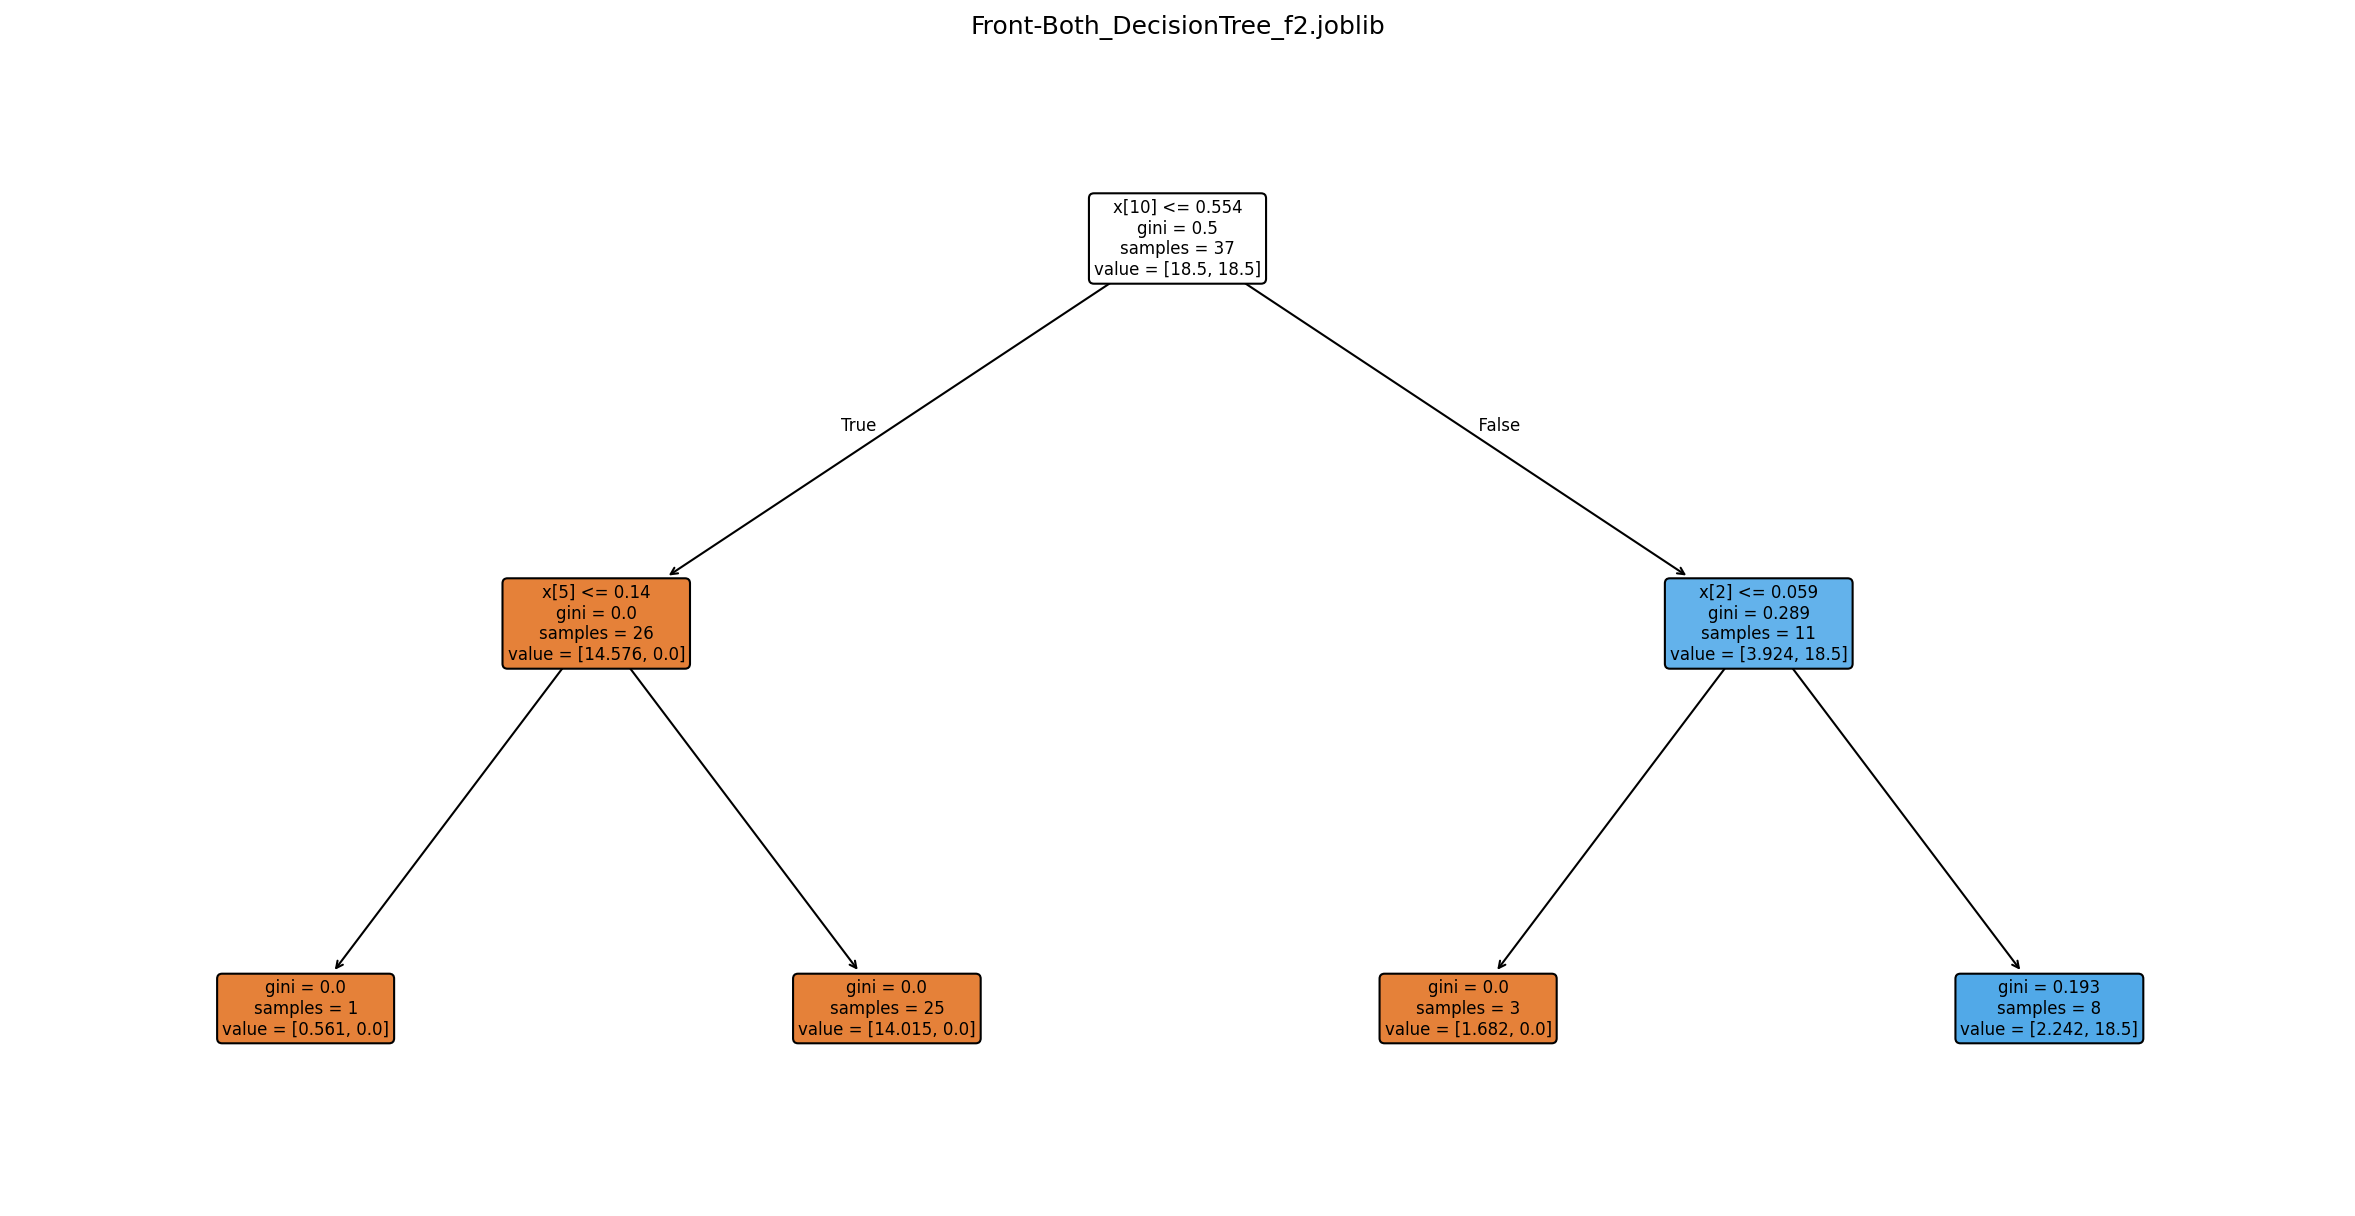 Front-Both_DecisionTree_f2.joblib
x[10] <= 0.554
gini = 0.5
samples = 37
value = [18.5, 18.5]
True
False
x[5] <= 0.14
gini = 0.0
samples = 26
value = [14.576, 0.0]
x[2] <= 0.059
gini = 0.289
samples = 11
value = [3.924, 18.5]
gini = 0.0
samples = 1
value = [0.561, 0.0]
gini = 0.0
samples = 25
value = [14.015, 0.0]
gini = 0.0
samples = 3
value = [1.682, 0.0]
gini = 0.193
samples = 8
value = [2.242, 18.5]